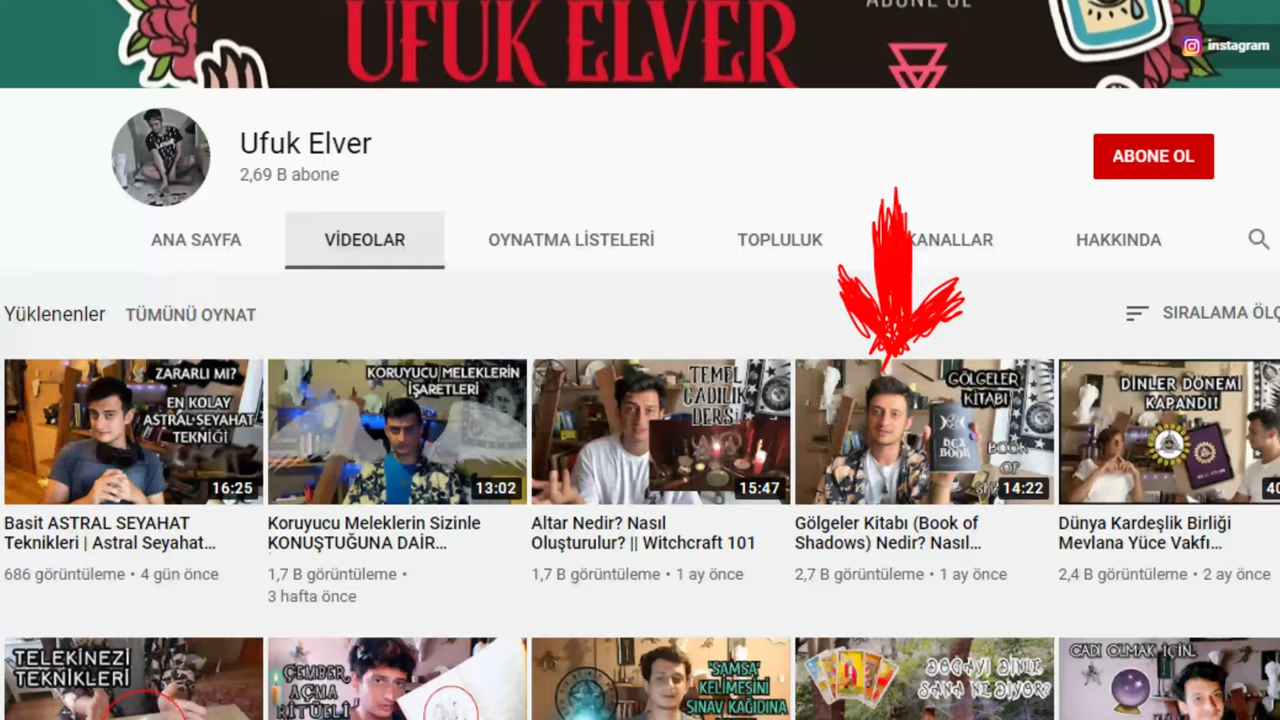 ABONE OL
UFUK ELVER
instagram
Ufuk Elver
2,69 B abone
ABONE OL
ANA SAYFA
VİDEOLAR
OYNATMA LİSTELERİ
TOPLULUK
KANALLAR
HAKKINDA
Yüklenenler
TÜMÜNÜ OYNAT
SIRALAMA ÖLÇ
ZARARLI MI?
EN KOLAY
ASTRAL SEYAHAT
TEKNİĞİ
16:25
Basit ASTRAL SEYAHAT
Teknikleri | Astral Seyahat...
686 görüntüleme • 4 gün önce
KORUYUCU MELEKLERİN
İŞARETLERİ
13:02
Koruyucu Meleklerin Sizinle
KONUŞTUĞUNA DAİR...
1,7 B görüntüleme •
3 hafta önce
TEMEL
CADILIK
DERSİ
15:47
Altar Nedir? Nasıl
Oluşturulur? || Witchcraft 101
1,7 B görüntüleme • 1 ay önce
GÖLGELER
KİTABI
BOOK
OF
14:22
Gölgeler Kitabı (Book of
Shadows) Nedir? Nasıl...
2,7 B görüntüleme • 1 ay önce
DİNLER DÖNEMİ
KAPANDI!
40
Dünya Kardeşlik Birliği
Mevlana Yüce Vakfı...
2,4 B görüntüleme • 2 ay önce
TELEKİNEZİ
TEKNİKLERİ
ÇEMBER
AÇMA
RİTÜELİ
'SAMSA'
KELİMESİNİ
SINAV KAĞIDINA
DOĞAYI DİNLE
SANA NE DİYOR?
CADI OLMAK İÇİN